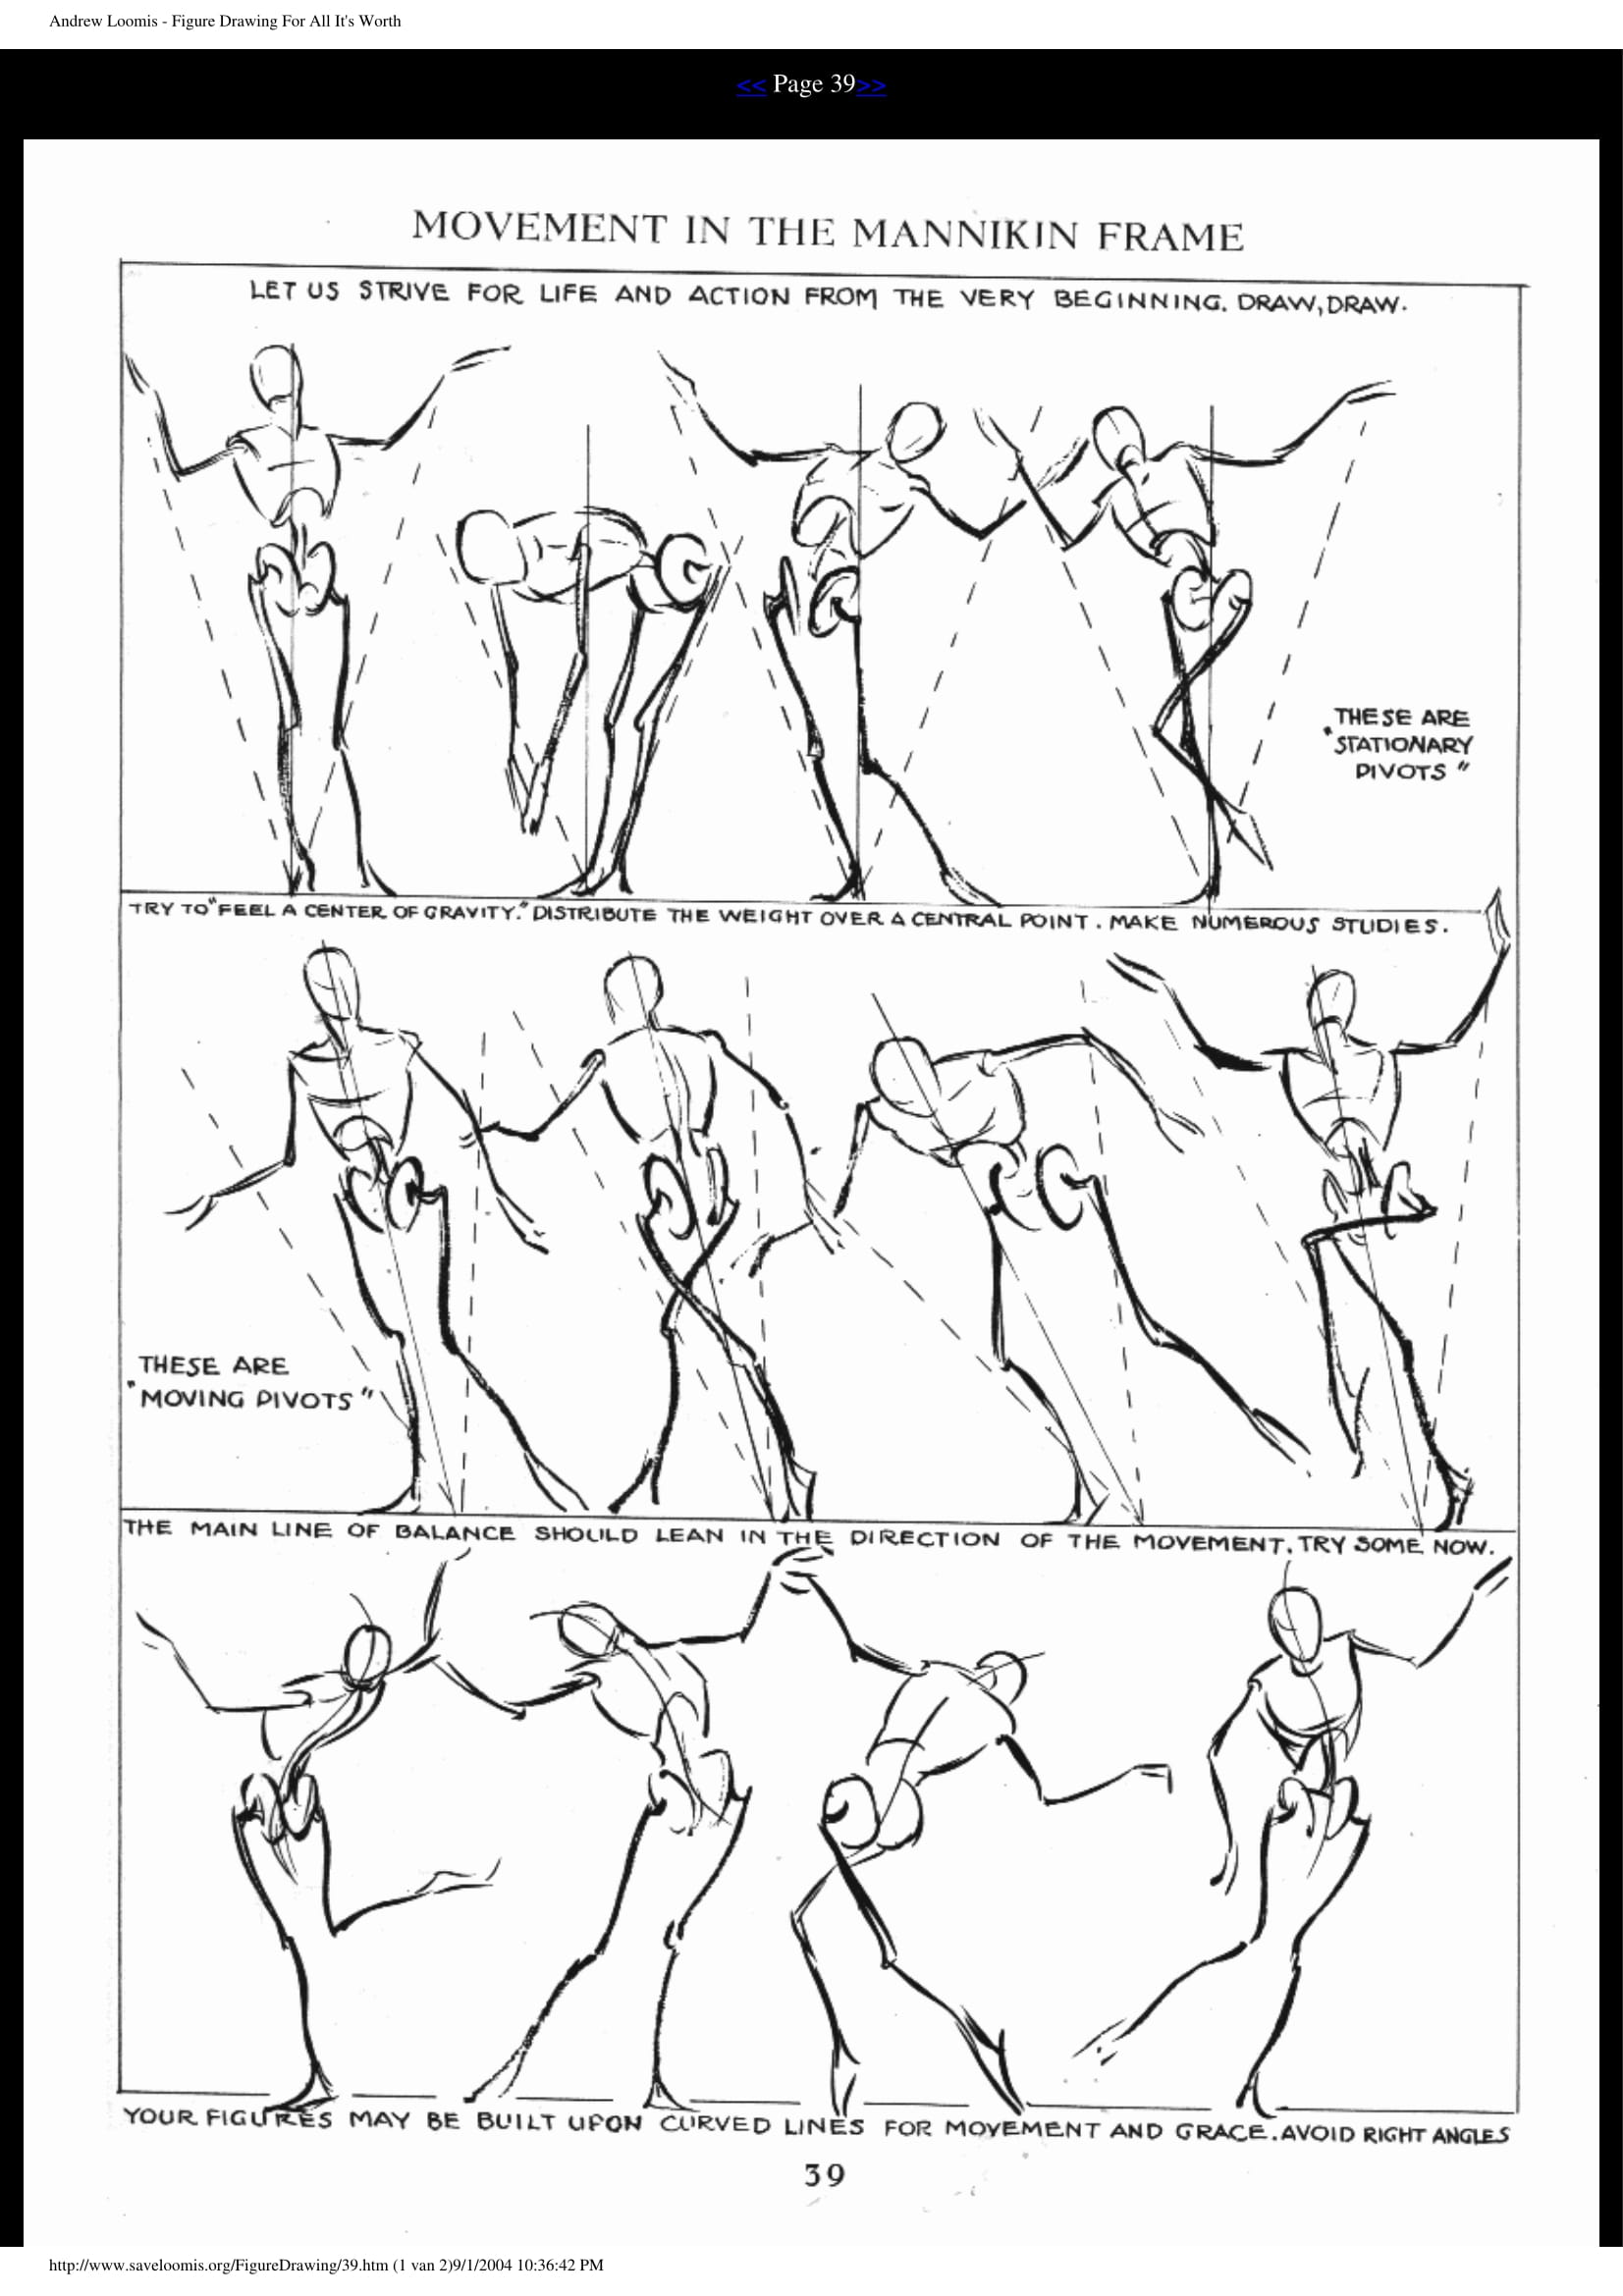 Andrew Loomis - Figure Drawing For All It's Worth
<< Page 39>>
MOVEMENT IN THE MANNIKIN FRAME
LET US STRIVE FOR LIFE AND ACTION FROM THE VERY BEGINNING. DRAW, DRAW.
THESE ARE
"STATIONARY
PIVOTS"
TRY TO "FEEL A CENTER OF GRAVITY." DISTRIBUTE THE WEIGHT OVER A CENTRAL POINT. MAKE NUMEROUS STUDIES.
THESE ARE
"MOVING PIVOTS"
THE MAIN LINE OF BALANCE SHOULD LEAN IN THE DIRECTION OF THE MOVEMENT. TRY SOME NOW.
YOUR FIGURES MAY BE BUILT UPON CURVED LINES FOR MOVEMENT AND GRACE. AVOID RIGHT ANGLES
39
http://www.saveloomis.org/FigureDrawing/39.htm (1 van 2)9/1/2004 10:36:42 PM